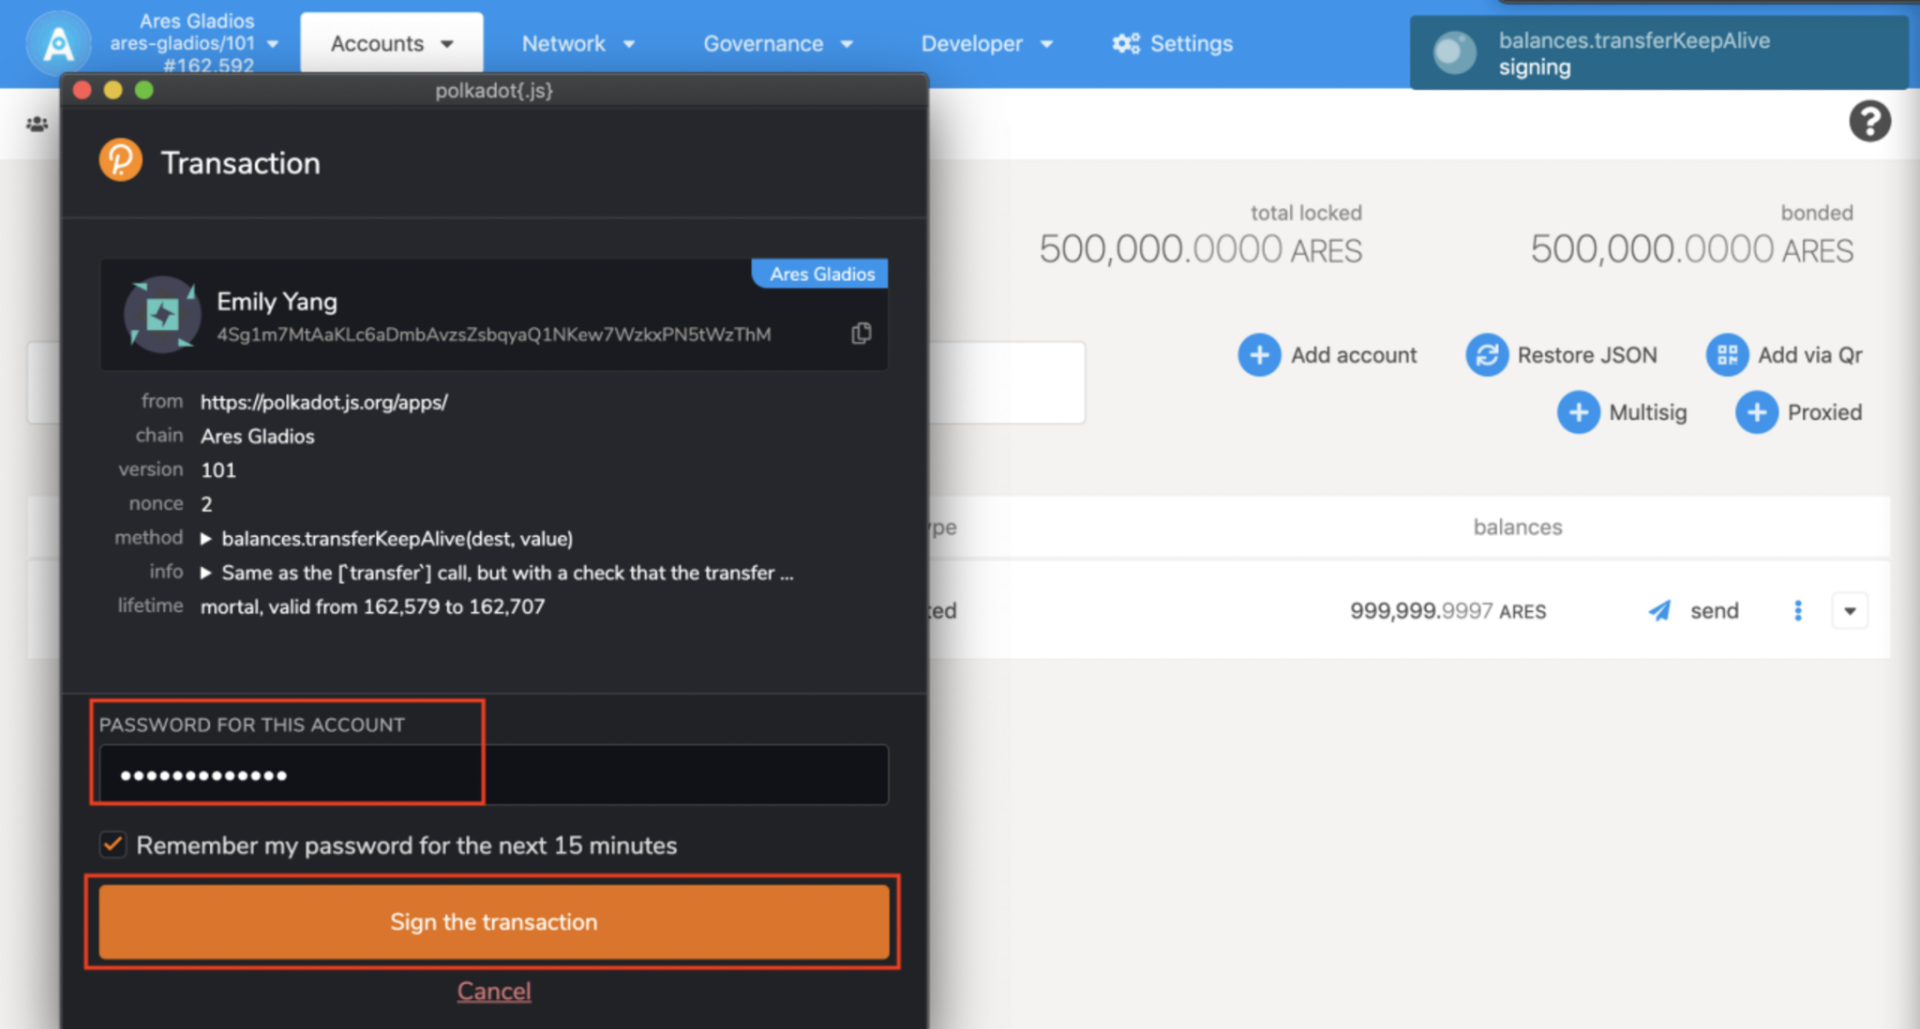 Ares Gladios
ares-gladios/101
#162,592
Accounts
Network
Governance
Developer
Settings
balances.transferKeepAlive
signing
polkadot{.js}
Transaction
Ares Gladios
Emily Yang
4Sg1m7MtAaKLc6aDmbAvzsZsbqyaQ1NKew7WzkxPN5tWzThM
from https://polkadot.js.org/apps/
chain Ares Gladios
version 101
nonce 2
method balances.transferKeepAlive(dest, value)
info Same as the [`transfer`] call, but with a check that the transfer ...
lifetime mortal, valid from 162,579 to 162,707
PASSWORD FOR THIS ACCOUNT
Remember my password for the next 15 minutes
Sign the transaction
Cancel
total locked
500,000.0000 ARES
bonded
500,000.0000 ARES
Add account
Restore JSON
Add via Qr
Multisig
Proxied
balances
999,999.9997 ARES
send